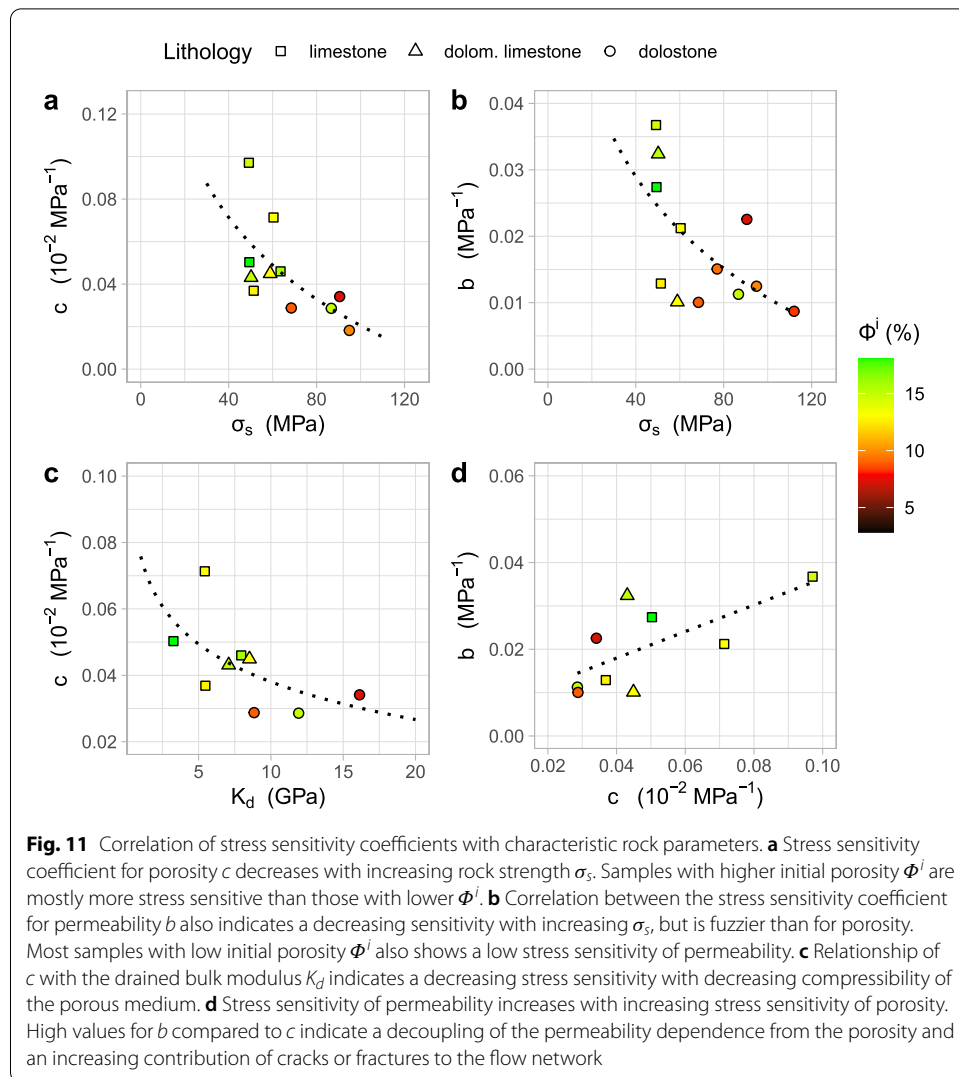 Lithology limestone dolom. limestone dolostone
a
0.12
0.08
0.04
0.00
c (10⁻² MPa⁻¹)
0 40 80 120
σs (MPa)
b
0.04
0.03
0.02
0.01
0.00
b (MPa⁻¹)
0 40 80 120
σs (MPa)
Φⁱ (%)
15
10
5
c
0.10
0.08
0.06
0.04
0.02
c (10⁻² MPa⁻¹)
5 10 15 20
Kd (GPa)
d
0.06
0.04
0.02
0.00
b (MPa⁻¹)
0.02 0.04 0.06 0.08 0.10
c (10⁻² MPa⁻¹)
Fig. 11 Correlation of stress sensitivity coefficients with characteristic rock parameters. a Stress sensitivity
coefficient for porosity c decreases with increasing rock strength σs. Samples with higher initial porosity Φⁱ are
mostly more stress sensitive than those with lower Φⁱ. b Correlation between the stress sensitivity coefficient
for permeability b also indicates a decreasing sensitivity with increasing σs, but is fuzzier than for porosity.
Most samples with low initial porosity Φⁱ also shows a low stress sensitivity of permeability. c Relationship of
c with the drained bulk modulus Kd indicates a decreasing stress sensitivity with decreasing compressibility of
the porous medium. d Stress sensitivity of permeability increases with increasing stress sensitivity of porosity.
High values for b compared to c indicate a decoupling of the permeability dependence from the porosity and
an increasing contribution of cracks or fractures to the flow network